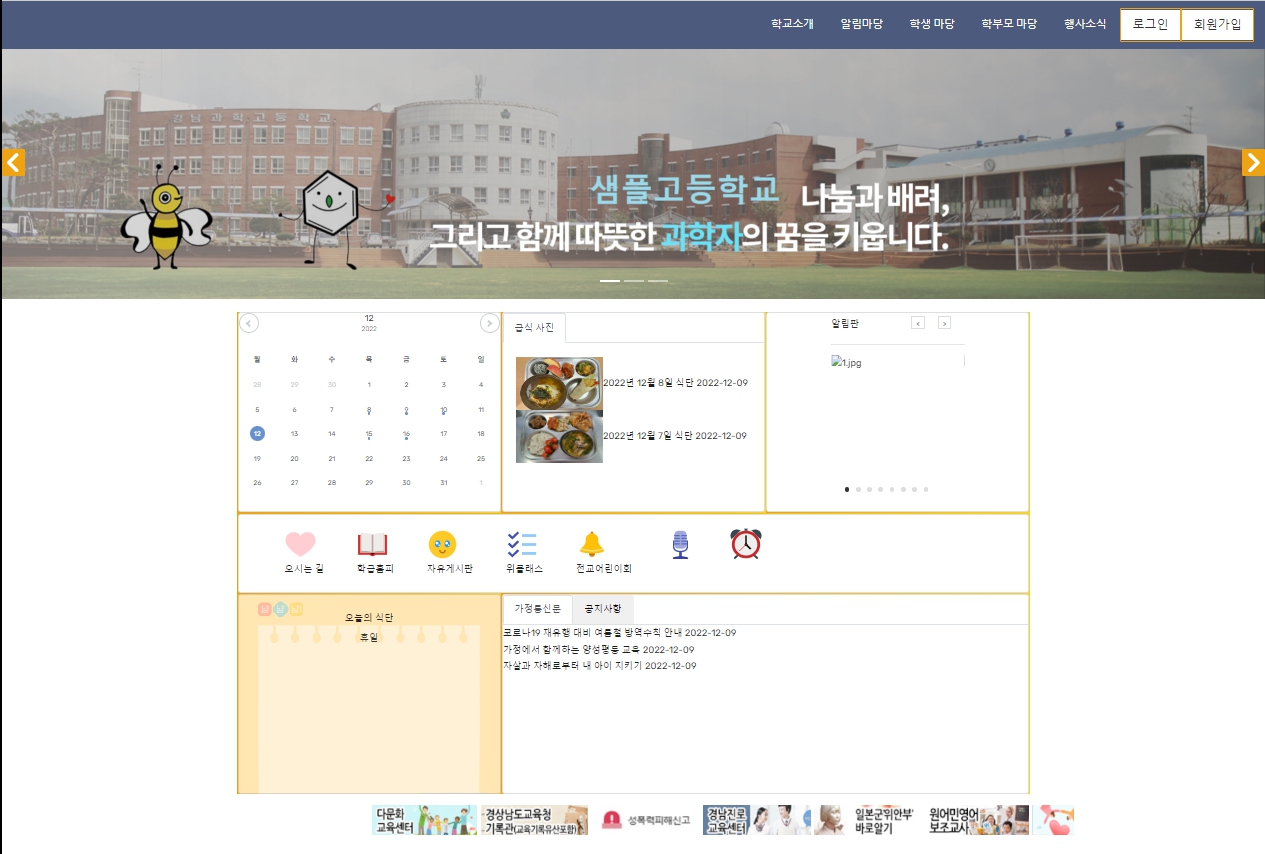 학교소개 알림마당 학생 마당 학부모 마당 행사소식 로그인 회원가입
경남과학고등학교
샘플고등학교 나눔과 배려,
그리고 함께 따뜻한 과학자의 꿈을 키웁니다.
12
2022
월 화 수 목 금 토 일
28 29 30 1 2 3 4
5 6 7 8 9 10 11
12 13 14 15 16 17 18
19 20 21 22 23 24 25
26 27 28 29 30 31 1
급식 사진
2022년 12월 8일 식단 2022-12-09
2022년 12월 7일 식단 2022-12-09
알림판 < >
1.jpg
오시는 길 학급홈피 자유게시판 위클래스 전교어린이회
오늘의 식단
휴일
가정통신문 공지사항
코로나19 재유행 대비 여름철 방역수칙 안내 2022-12-09
가정에서 함께하는 양성평등 교육 2022-12-09
자살과 자해로부터 내 아이 지키기 2022-12-09
다문화
교육센터
경상남도교육청
기록관(교육기록유산포함)
성폭력피해신고
경남진로
교육센터
일본군'위안부'
바로알기
원어민영어
보조교사